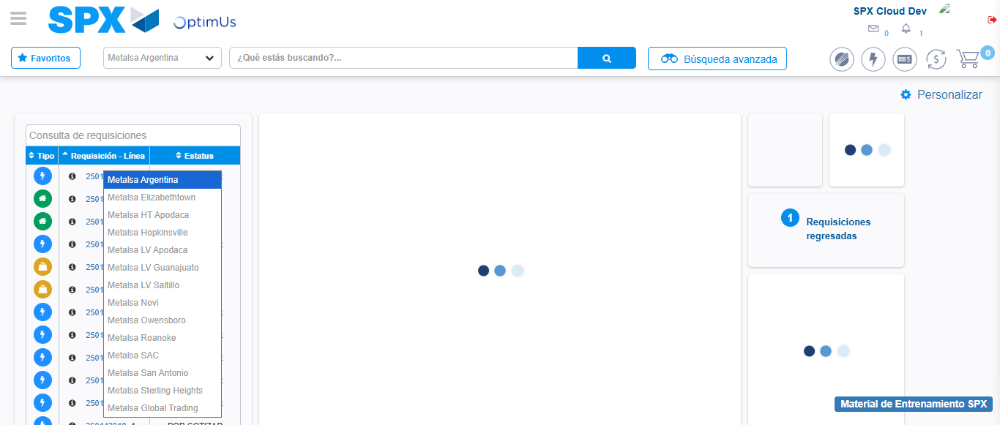 SPX
OptimUs
SPX Cloud Dev
0
1
Favoritos
Metalsa Argentina
¿Qué estás buscando?...
Búsqueda avanzada
0
Personalizar
Consulta de requisiciones
Tipo
Requisición - Línea
Estatus
2501
Metalsa Argentina
2501
Metalsa Elizabethtown
2501
Metalsa HT Apodaca
Metalsa Hopkinsville
2501
Metalsa LV Apodaca
2501
Metalsa LV Guanajuato
2501
Metalsa LV Saltillo
Metalsa Novi
2501
Metalsa Owensboro
2501
Metalsa Roanoke
2501
Metalsa SAC
2501
Metalsa San Antonio
Metalsa Sterling Heights
2501
Metalsa Global Trading
1
Requisiciones
regresadas
Material de Entrenamiento SPX